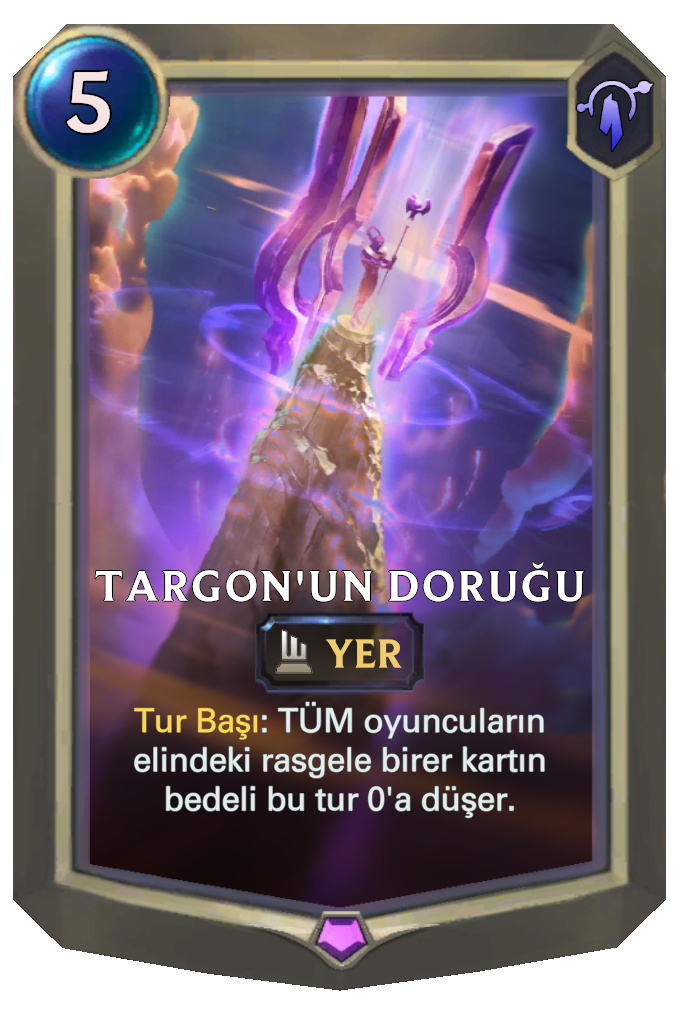 5
TARGON'UN DORUĞU
YER
Tur Başı: TÜM oyuncuların
elindeki rasgele birer kartın
bedeli bu tur 0'a düşer.